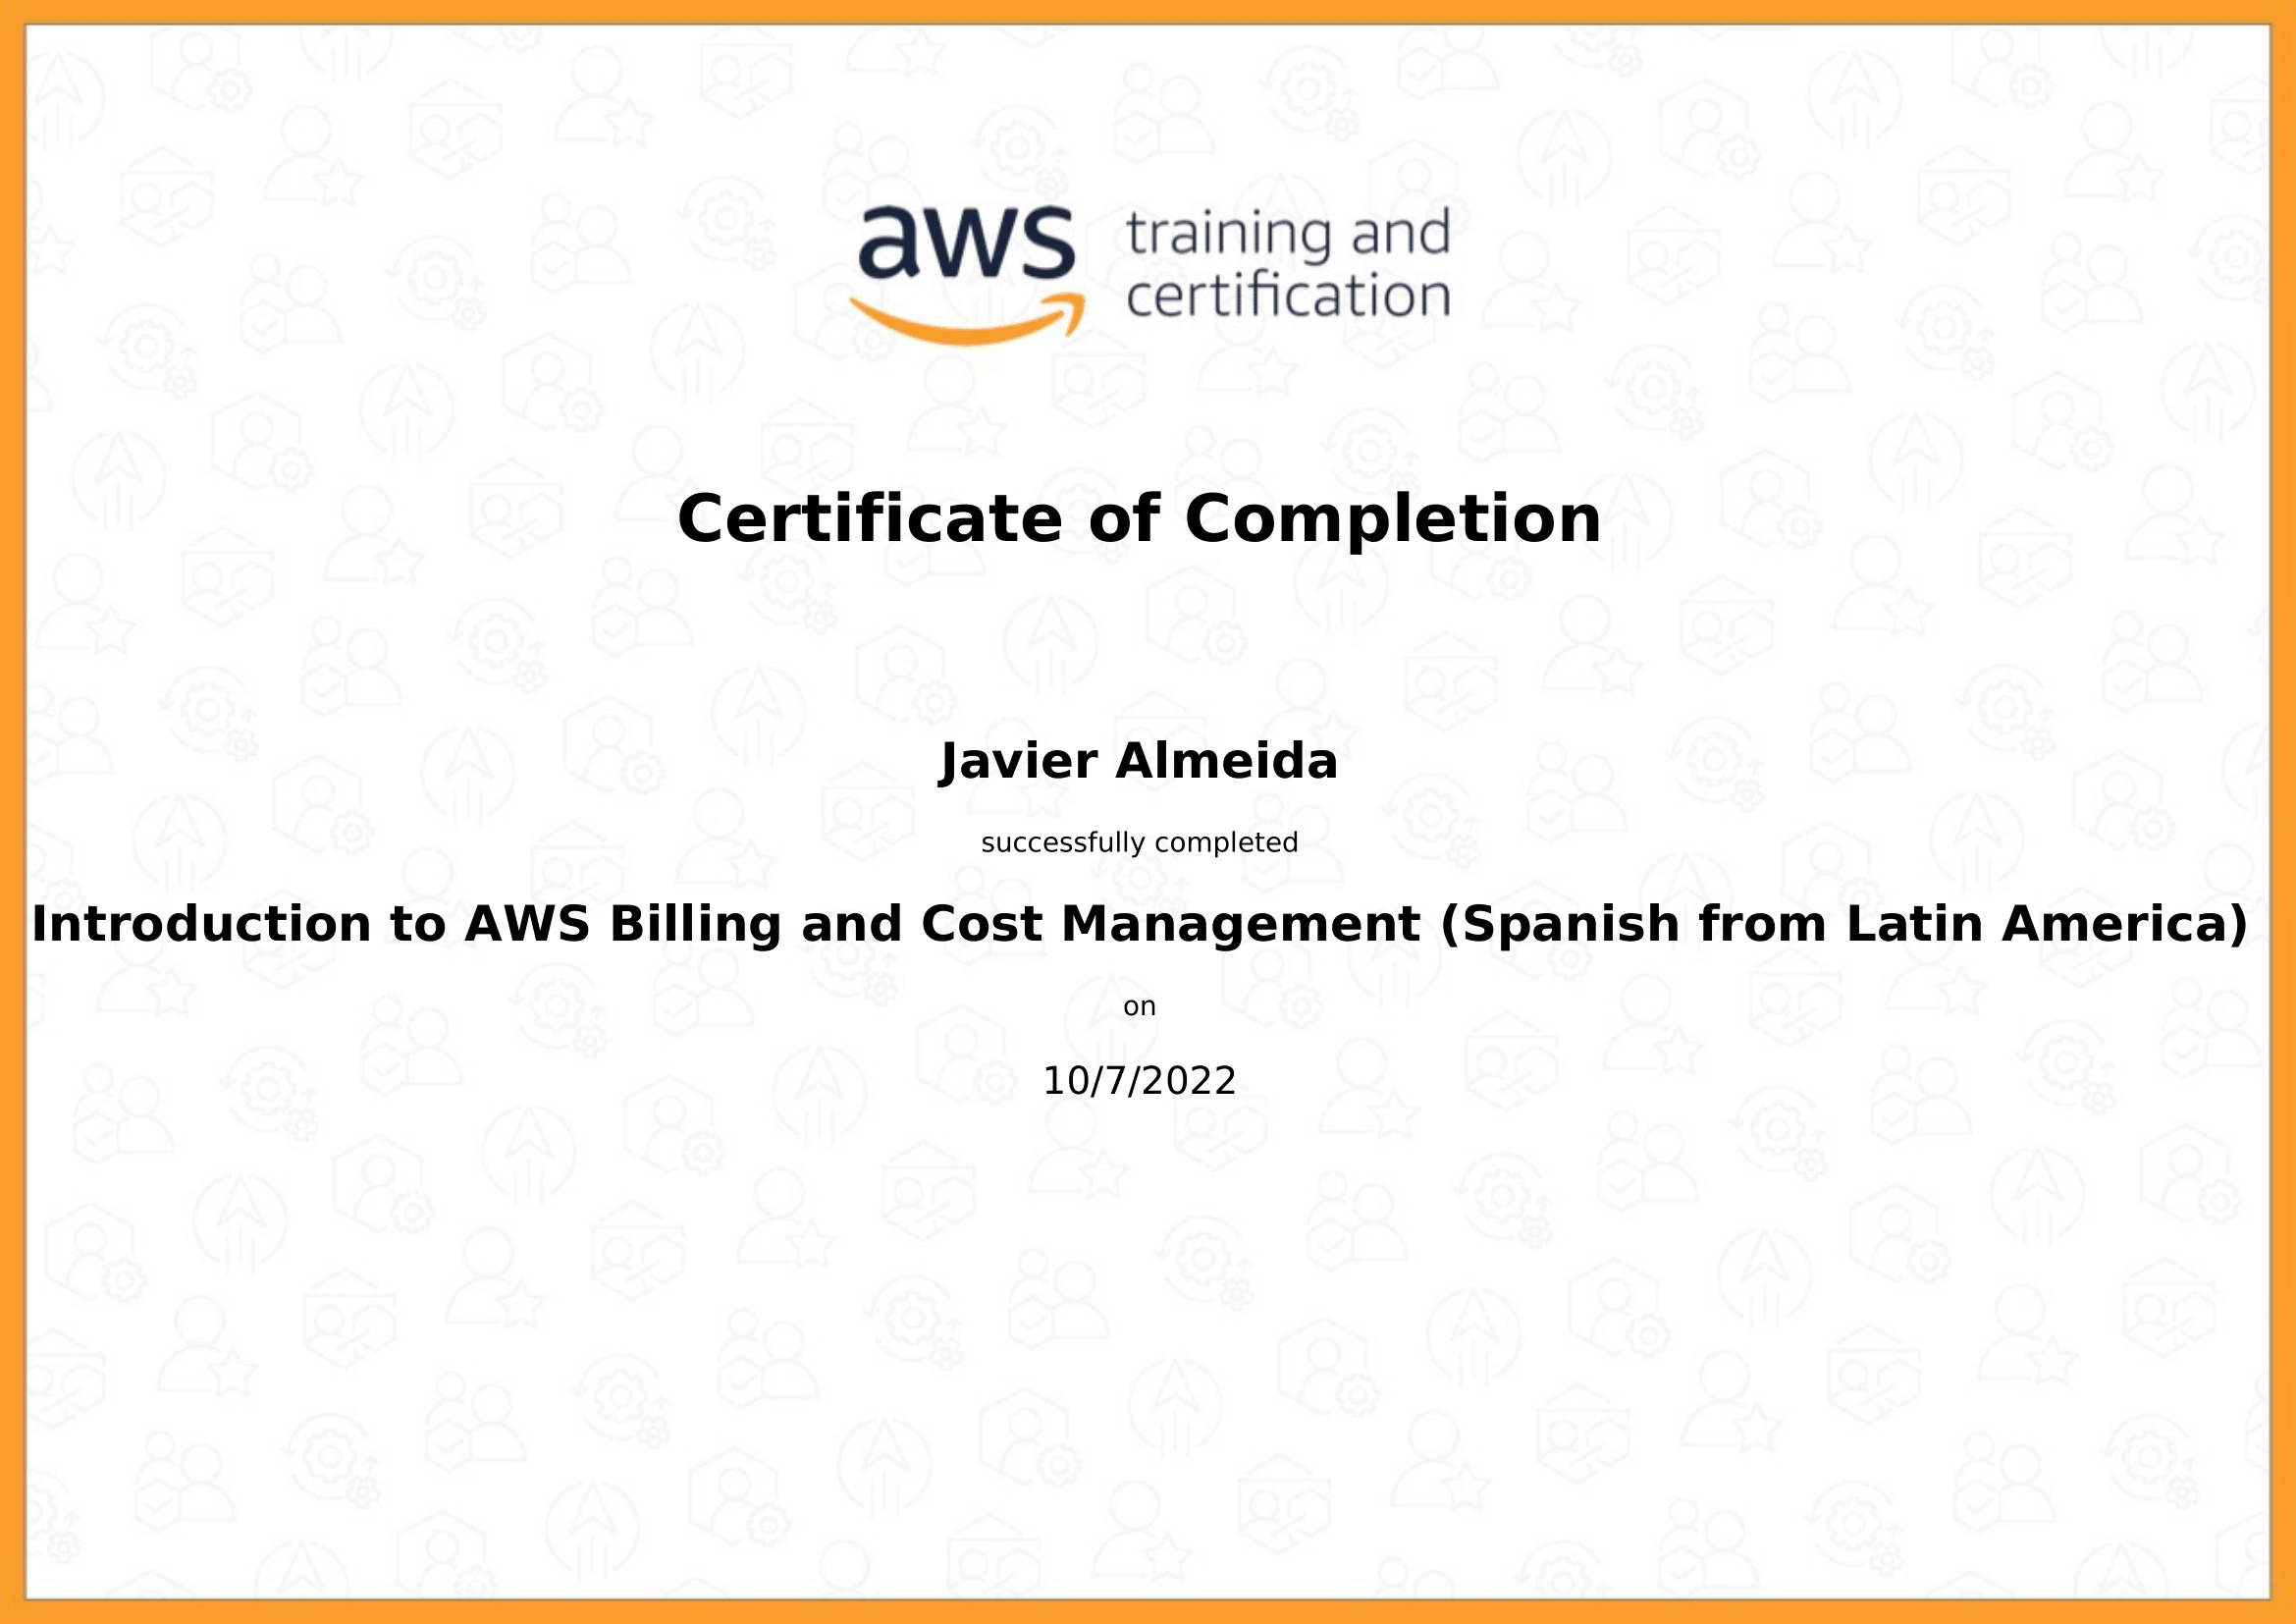 aws training and
certification
Certificate of Completion
Javier Almeida
successfully completed
Introduction to AWS Billing and Cost Management (Spanish from Latin America)
on
10/7/2022